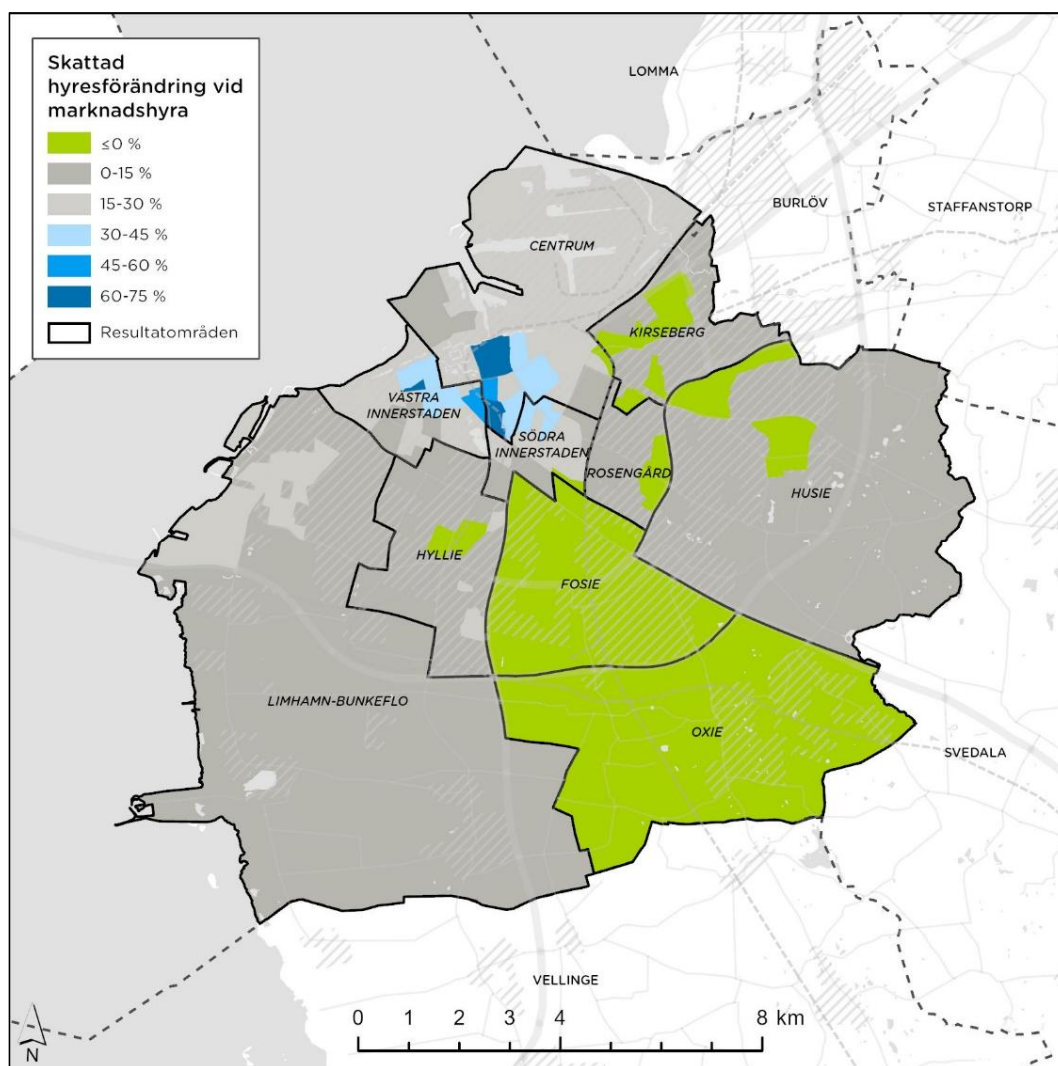 Skattad
hyresförändring vid
marknadshyra
≤0 %
0-15 %
15-30 %
30-45 %
45-60 %
60-75 %
Resultatområden
LOMMA
BURLÖV
STAFFANSTORP
CENTRUM
KIRSEBERG
VÄSTRA
INNERSTADEN
SÖDRA
INNERSTADEN
ROSENGÅRD
HUSIE
HYLLIE
FOSIE
LIMHAMN-BUNKEFLO
OXIE
SVEDALA
VELLINGE
0 1 2 3 4 8 km
N